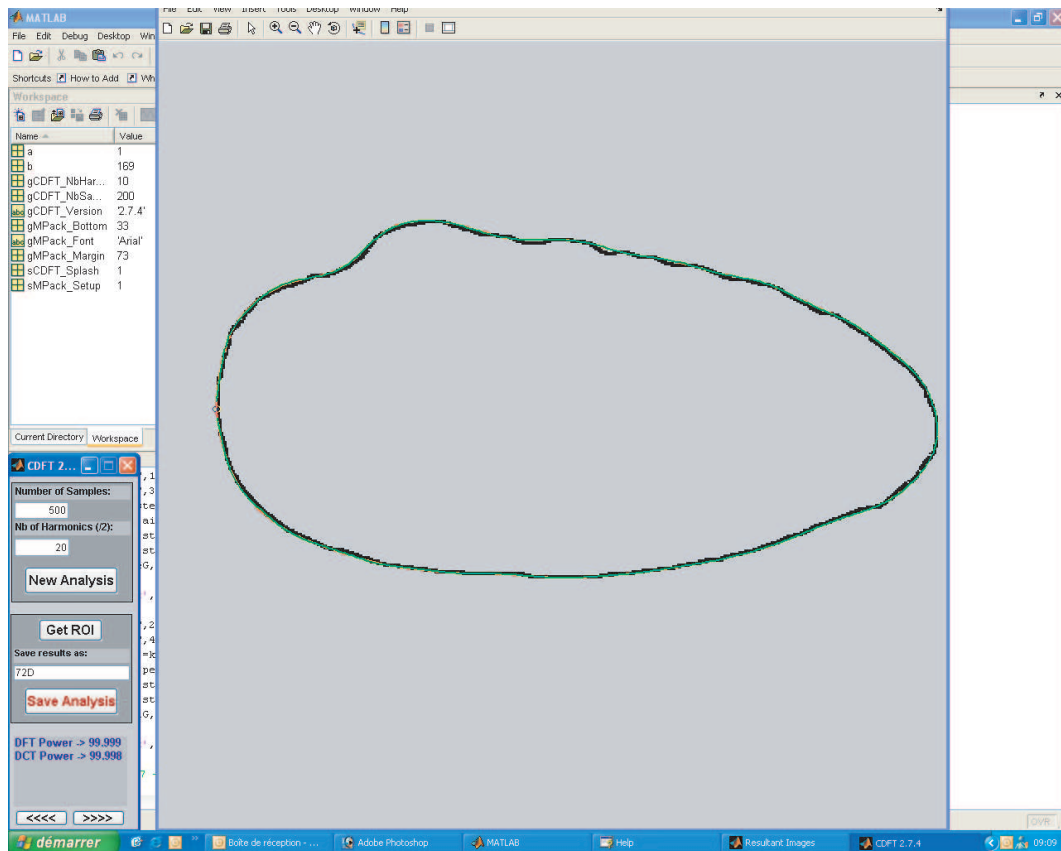 MATLAB
File Edit View Insert Tools Desktop Window Help
File Edit Debug Desktop Win
Shortcuts How to Add Wh
Workspace
Name Value
a 1
b 169
gCDFT_NbHar... 10
gCDFT_NbSa... 200
gCDFT_Version '2.7.4'
gMPack_Bottom 33
gMPack_Font 'Arial'
gMPack_Margin 73
sCDFT_Splash 1
sMPack_Setup 1
Current Directory Workspace
CDFT 2...
Number of Samples:
500
Nb of Harmonics (/2):
20
New Analysis
Get ROI
Save results as:
72D
Save Analysis
DFT Power -> 99.999
DCT Power -> 99.998
<<<< >>>>
OVR
démarrer
Boîte de réception - ...
Adobe Photoshop
MATLAB
Help
Resultant Images
CDFT 2.7.4
09:09